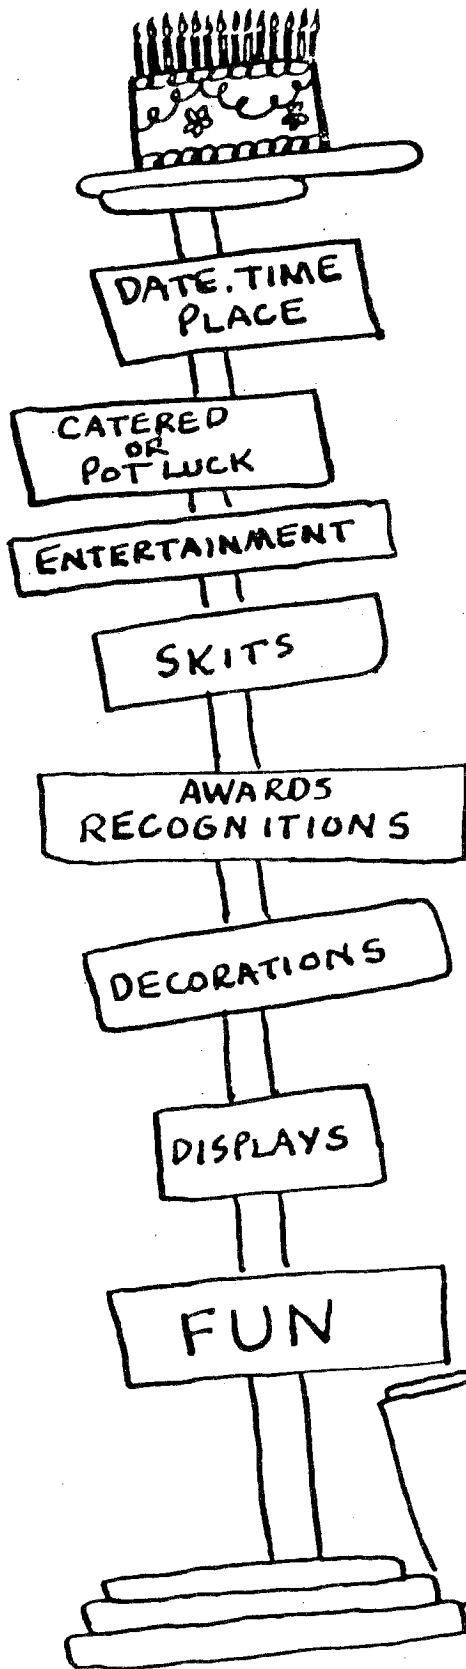 DATE. TIME
PLACE
CATERED
OR
POT LUCK
ENTERTAINMENT
SKITS
AWARDS
RECOGNITIONS
DECORATIONS
DISPLAYS
FUN